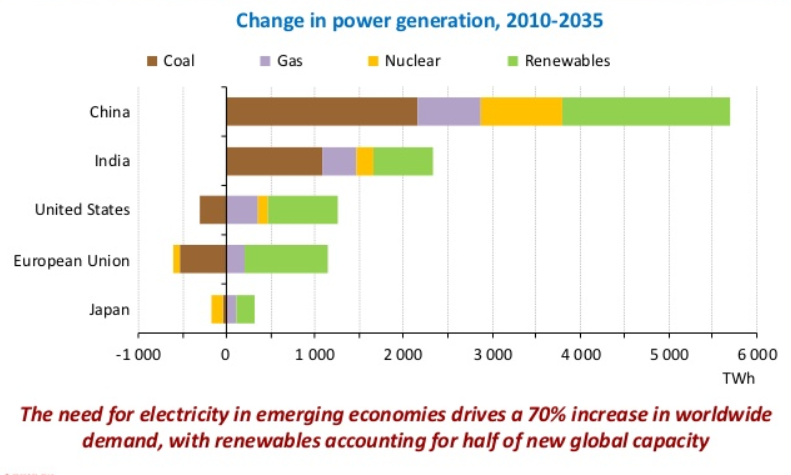 Change in power generation, 2010-2035
Coal Gas Nuclear Renewables
China
India
United States
European Union
Japan
-1 000 0 1 000 2 000 3 000 4 000 5 000 6 000
TWh
The need for electricity in emerging economies drives a 70% increase in worldwide
demand, with renewables accounting for half of new global capacity